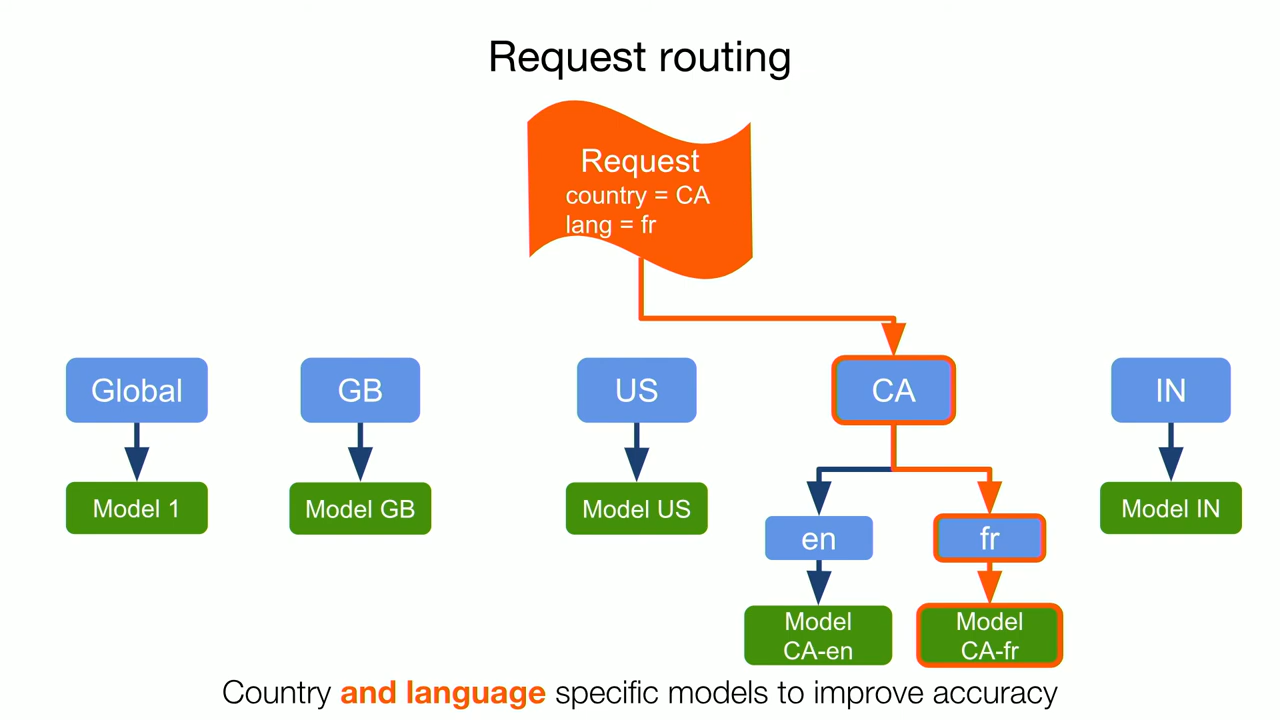 Request routing
Request
country = CA
lang = fr
Global
GB
US
CA
IN
Model 1
Model GB
Model US
Model IN
en
fr
Model
CA-en
Model
CA-fr
Country and language specific models to improve accuracy